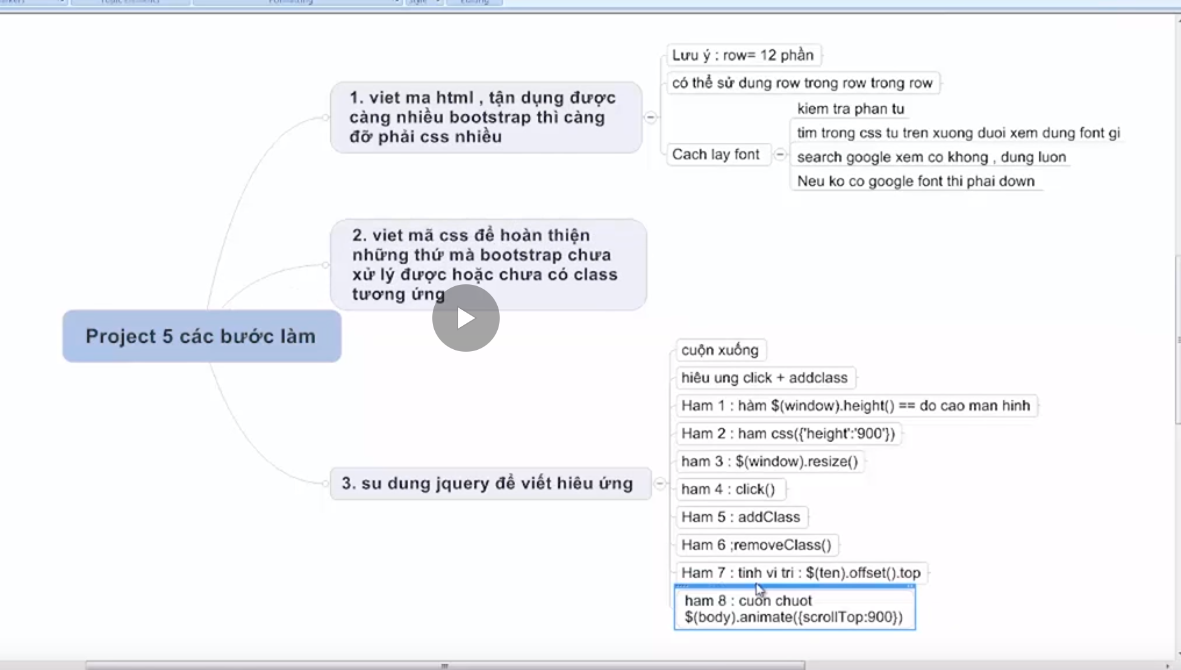 Project 5 các bước làm
1. viet ma html , tận dụng được
càng nhiều bootstrap thì càng
đỡ phải css nhiều
Lưu ý : row= 12 phần
có thể sử dung row trong row trong row
Cach lay font
kiem tra phan tu
tim trong css tu tren xuong duoi xem dung font gi
search google xem co khong , dung luon
Neu ko co google font thi phai down
2. viet mã css để hoàn thiện
những thứ mà bootstrap chưa
xử lý được hoặc chưa có class
tương ứng
3. su dung jquery để viết hiêu ứng
cuộn xuống
hiêu ung click + addclass
Ham 1 : hàm $(window).height() == do cao man hinh
Ham 2 : ham css({'height':'900'})
ham 3 : $(window).resize()
ham 4 : click()
Ham 5 : addClass
Ham 6 ;removeClass()
Ham 7 : tinh vi tri : $(ten).offset().top
ham 8 : cuôn chuot
$(body).animate({scrollTop:900})